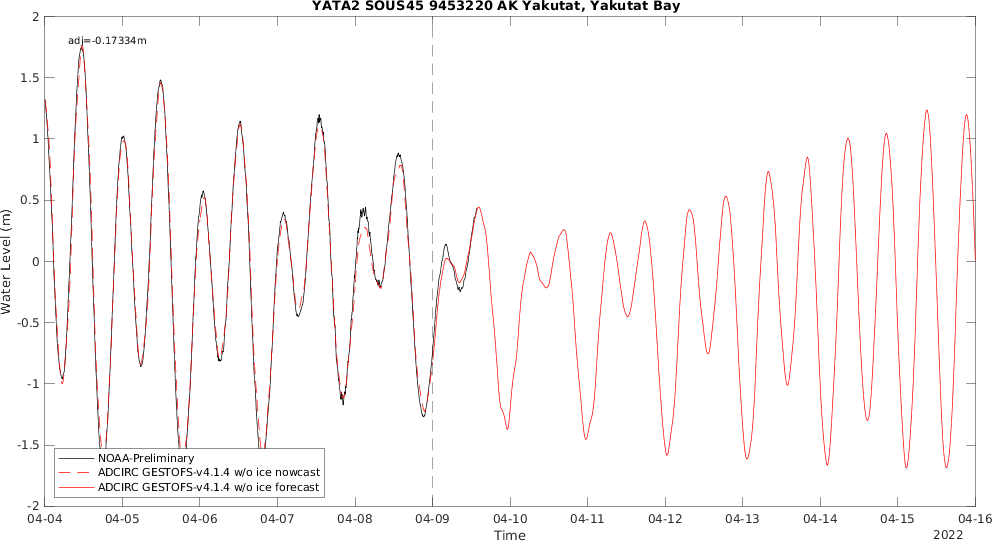 YATA2 SOUS45 9453220 AK Yakutat, Yakutat Bay
adj=-0.17334m
Water Level (m)
2
1.5
1
0.5
0
-0.5
-1
-1.5
-2
NOAA-Preliminary
ADCIRC GESTOFS-v4.1.4 w/o ice nowcast
ADCIRC GESTOFS-v4.1.4 w/o ice forecast
04-04 04-05 04-06 04-07 04-08 04-09 04-10 04-11 04-12 04-13 04-14 04-15 04-16
Time
2022